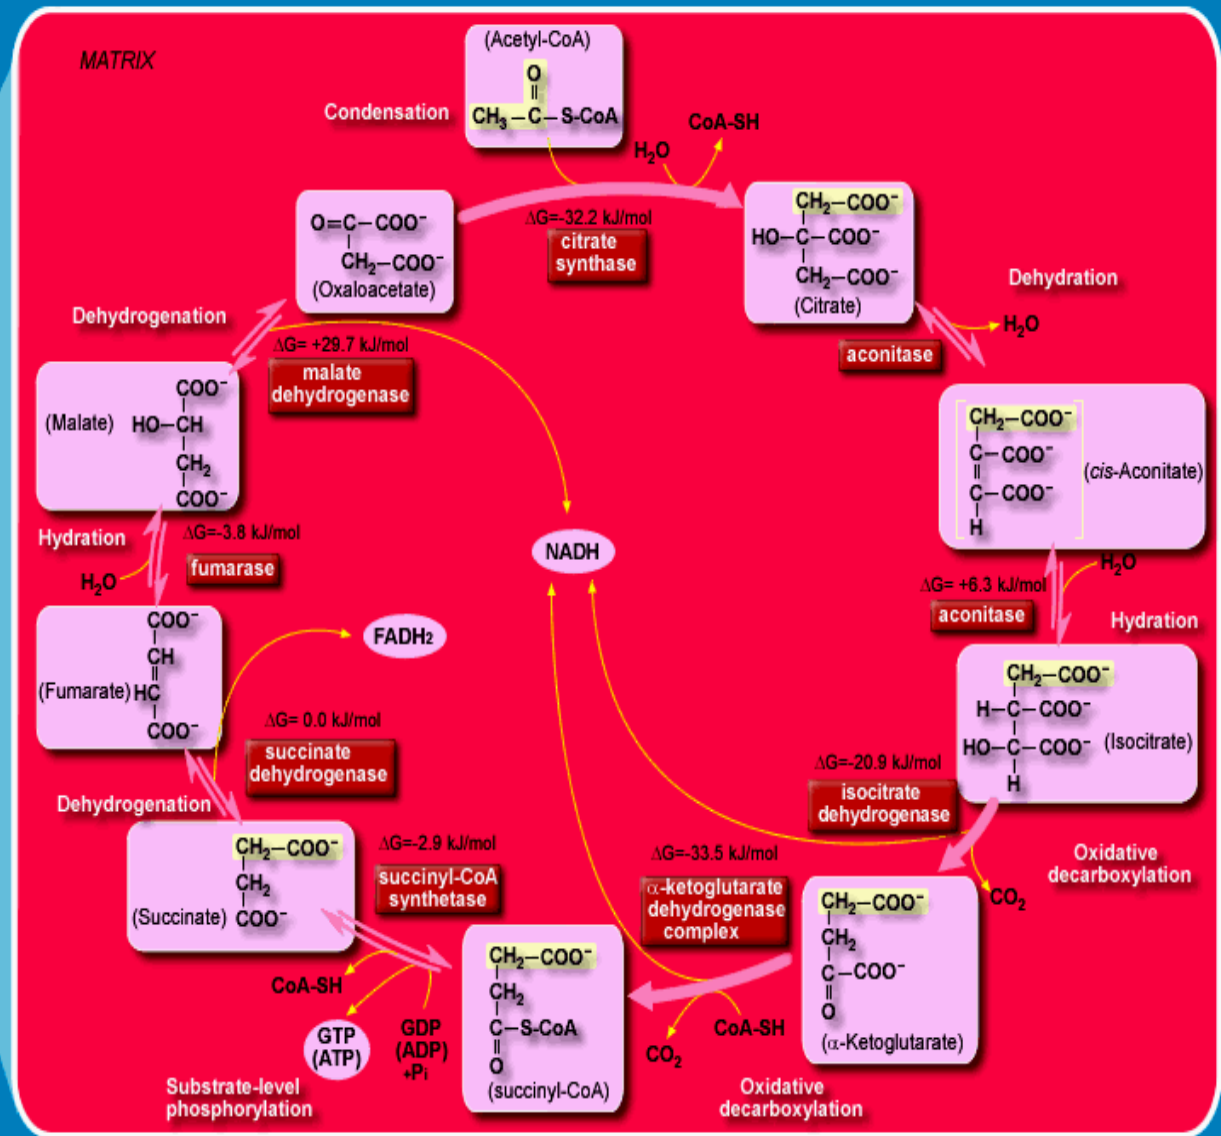 MATRIX
(Acetyl-CoA)
O
CH₃–C–S-CoA
Condensation
H₂O
CoA-SH
ΔG=-32.2 kJ/mol
citrate
synthase
O=C–COO⁻
CH₂–COO⁻
(Oxaloacetate)
CH₂–COO⁻
HO–C–COO⁻
CH₂–COO⁻
(Citrate)
Dehydration
H₂O
aconitase
CH₂–COO⁻
C–COO⁻
C–COO⁻
H
(cis-Aconitate)
ΔG= +6.3 kJ/mol
H₂O
aconitase
Hydration
CH₂–COO⁻
H–C–COO⁻
HO–C–COO⁻
H
(Isocitrate)
ΔG=-20.9 kJ/mol
isocitrate
dehydrogenase
Oxidative
decarboxylation
CO₂
CH₂–COO⁻
CH₂
C–COO⁻
O
(α-Ketoglutarate)
ΔG=-33.5 kJ/mol
α-ketoglutarate
dehydrogenase
complex
CoA-SH
CO₂
Oxidative
decarboxylation
CH₂–COO⁻
CH₂
C–S-CoA
O
(succinyl-CoA)
ΔG=-2.9 kJ/mol
succinyl-CoA
synthetase
CoA-SH
GTP
(ATP)
GDP
(ADP)
+Pi
Substrate-level
phosphorylation
CH₂–COO⁻
CH₂
COO⁻
(Succinate)
Dehydrogenation
ΔG= 0.0 kJ/mol
succinate
dehydrogenase
FADH₂
COO⁻
CH
HC
COO⁻
(Fumarate)
Hydration
H₂O
ΔG=-3.8 kJ/mol
fumarase
COO⁻
HO–CH
CH₂
COO⁻
(Malate)
Dehydrogenation
ΔG= +29.7 kJ/mol
malate
dehydrogenase
NADH